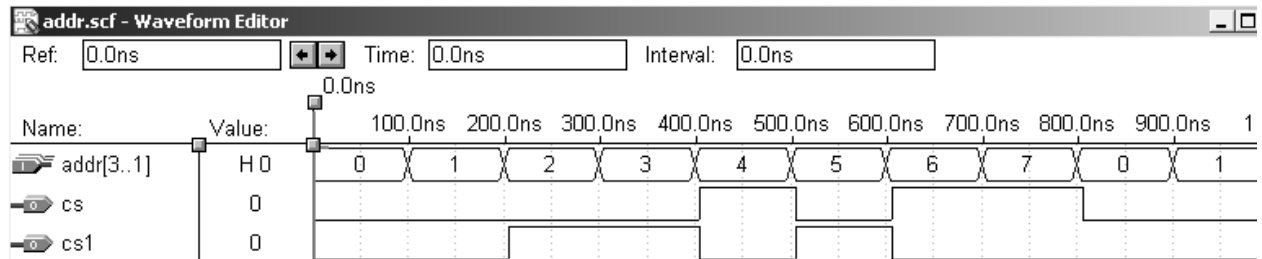 addr.scf - Waveform Editor
Ref: 0.0ns Time: 0.0ns Interval: 0.0ns
0.0ns
Name: Value: 100.0ns 200.0ns 300.0ns 400.0ns 500.0ns 600.0ns 700.0ns 800.0ns 900.0ns 1
addr[3..1] H 0 0 1 2 3 4 5 6 7 0 1
cs 0
cs1 0